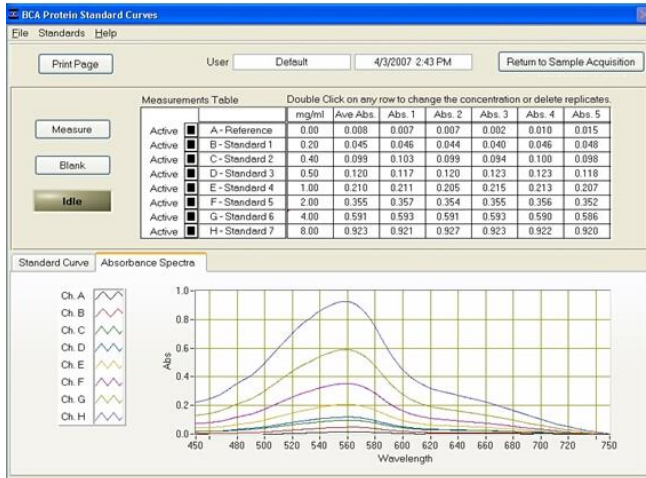 BCA Protein Standard Curves
File Standards Help
Print Page User Default 4/3/2007 2:43 PM Return to Sample Acquisition
Measurements Table Double Click on any row to change the concentration or delete replicates.
mg/ml Ave Abs. Abs. 1 Abs. 2 Abs. 3 Abs. 4 Abs. 5
Active A - Reference 0.00 0.008 0.007 0.007 0.002 0.010 0.015
Measure
Active B - Standard 1 0.20 0.045 0.046 0.044 0.040 0.046 0.048
Active C - Standard 2 0.40 0.099 0.103 0.099 0.094 0.100 0.098
Blank
Active D - Standard 3 0.50 0.120 0.117 0.120 0.123 0.123 0.118
Active E - Standard 4 1.00 0.210 0.211 0.205 0.215 0.213 0.207
Idle
Active F - Standard 5 2.00 0.355 0.357 0.354 0.355 0.356 0.352
Active G - Standard 6 4.00 0.591 0.593 0.591 0.593 0.590 0.586
Active H - Standard 7 8.00 0.923 0.921 0.927 0.923 0.922 0.920
Standard Curve Absorbance Spectra
Ch. A
Ch. B
Ch. C
Ch. D
Ch. E
Ch. F
Ch. G
Ch. H
Abs.
1.0
0.8
0.6
0.4
0.2
0.0
450 480 500 520 540 560 580 600 620 640 660 680 700 720 750
Wavelength